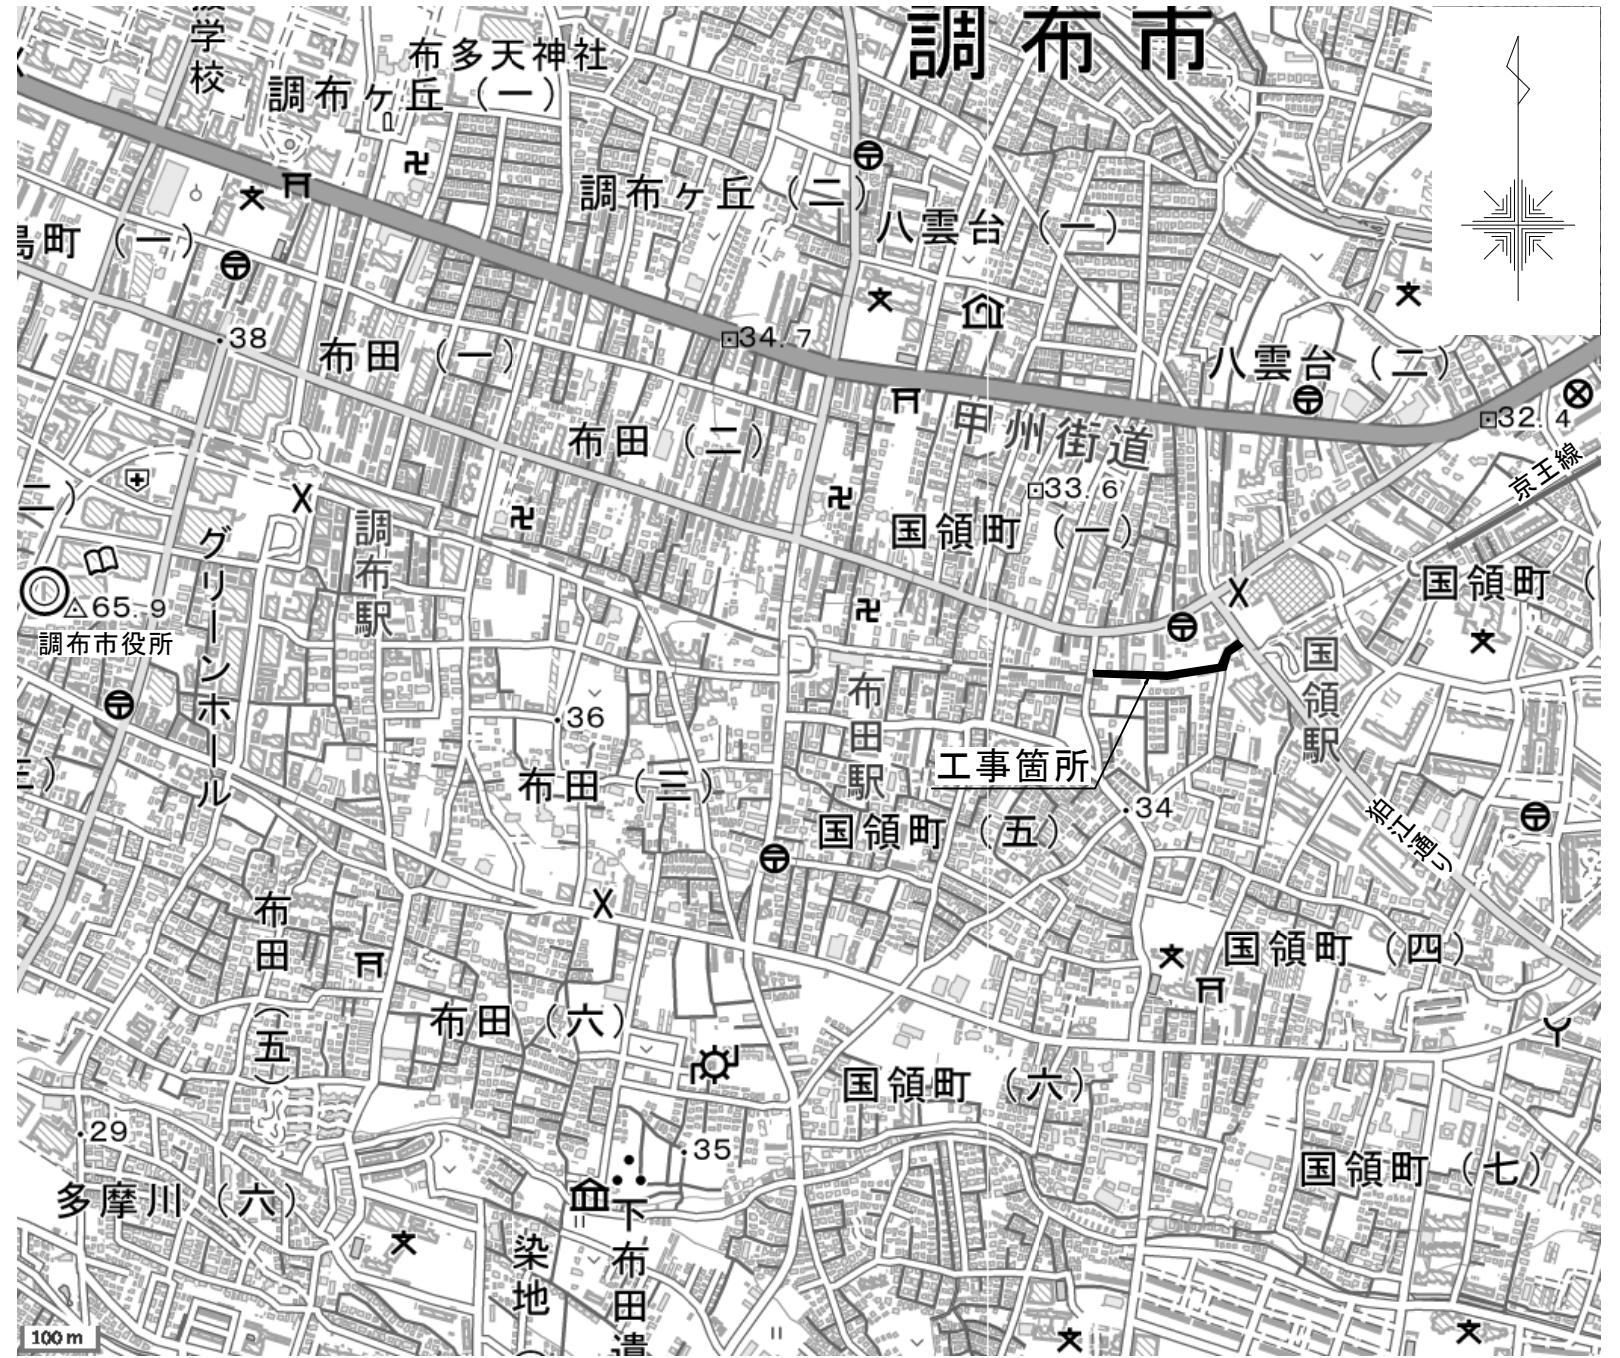 調布市
学校
布多天神社
調布ヶ丘（一）
調布ヶ丘（二）
八雲台（一）
島町（一）
38
布田（一）
34.7
八雲台（二）
32.4
布田（二）
甲州街道
33.6
京王線
二）
国領町（一）
調布駅
グリーンホール
65.9
調布市役所
国領町（
国領駅
布田駅
36
工事箇所
三）
布田（三）
34
国領町（五）
狛江通り
布田（五）
国領町（四）
布田（六）
国領町（六）
29
35
国領町（七）
多摩川（六）
下布田遺
染地（
100 m